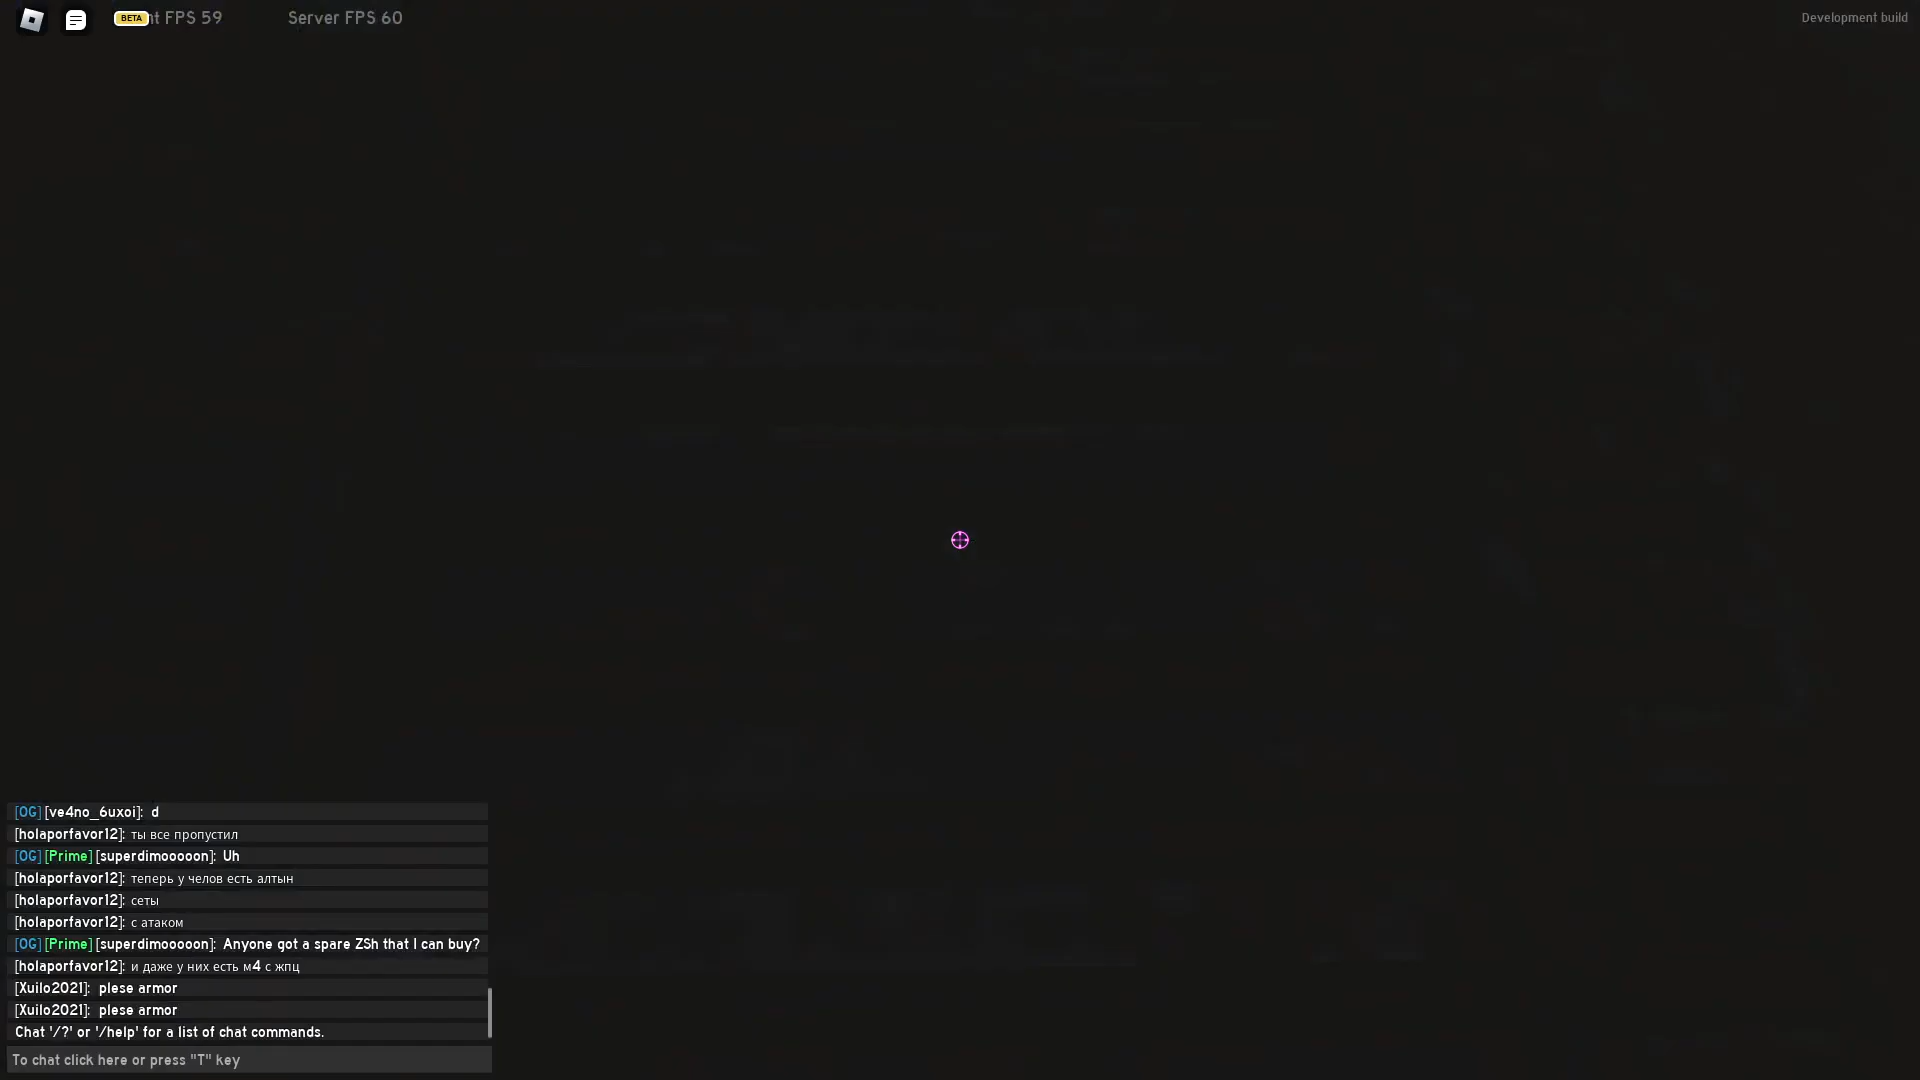 BETA
nt FPS 59
Server FPS 60
Development build
[OG][ve4no_6uxoi]: d
[holaporfavor12]: ты все пропустил
[OG][Prime][superdimooooon]: Uh
[holaporfavor12]: теперь у челов есть алтын
[holaporfavor12]: сеты
[holaporfavor12]: с атаком
[OG][Prime][superdimooooon]: Anyone got a spare ZSh that I can buy?
[holaporfavor12]: и даже у них есть м4 с жпц
[Xuilo2021]: plese armor
[Xuilo2021]: plese armor
Chat '/?' or '/help' for a list of chat commands.
To chat click here or press "T" key